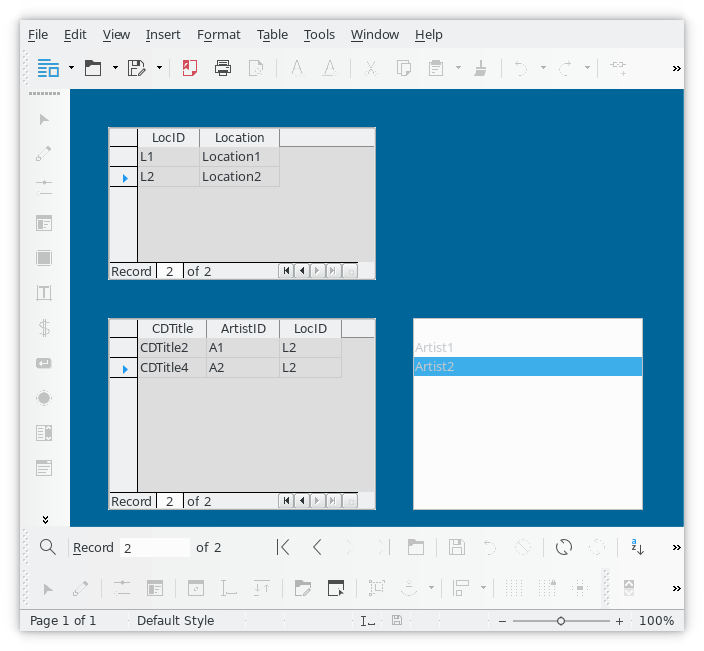 File Edit View Insert Format Table Tools Window Help
LocID Location
L1 Location1
L2 Location2
Record 2 of 2
CDTitle ArtistID LocID
CDTitle2 A1 L2
CDTitle4 A2 L2
Record 2 of 2
Artist1
Artist2
Record 2 of 2
Page 1 of 1 Default Style 100%